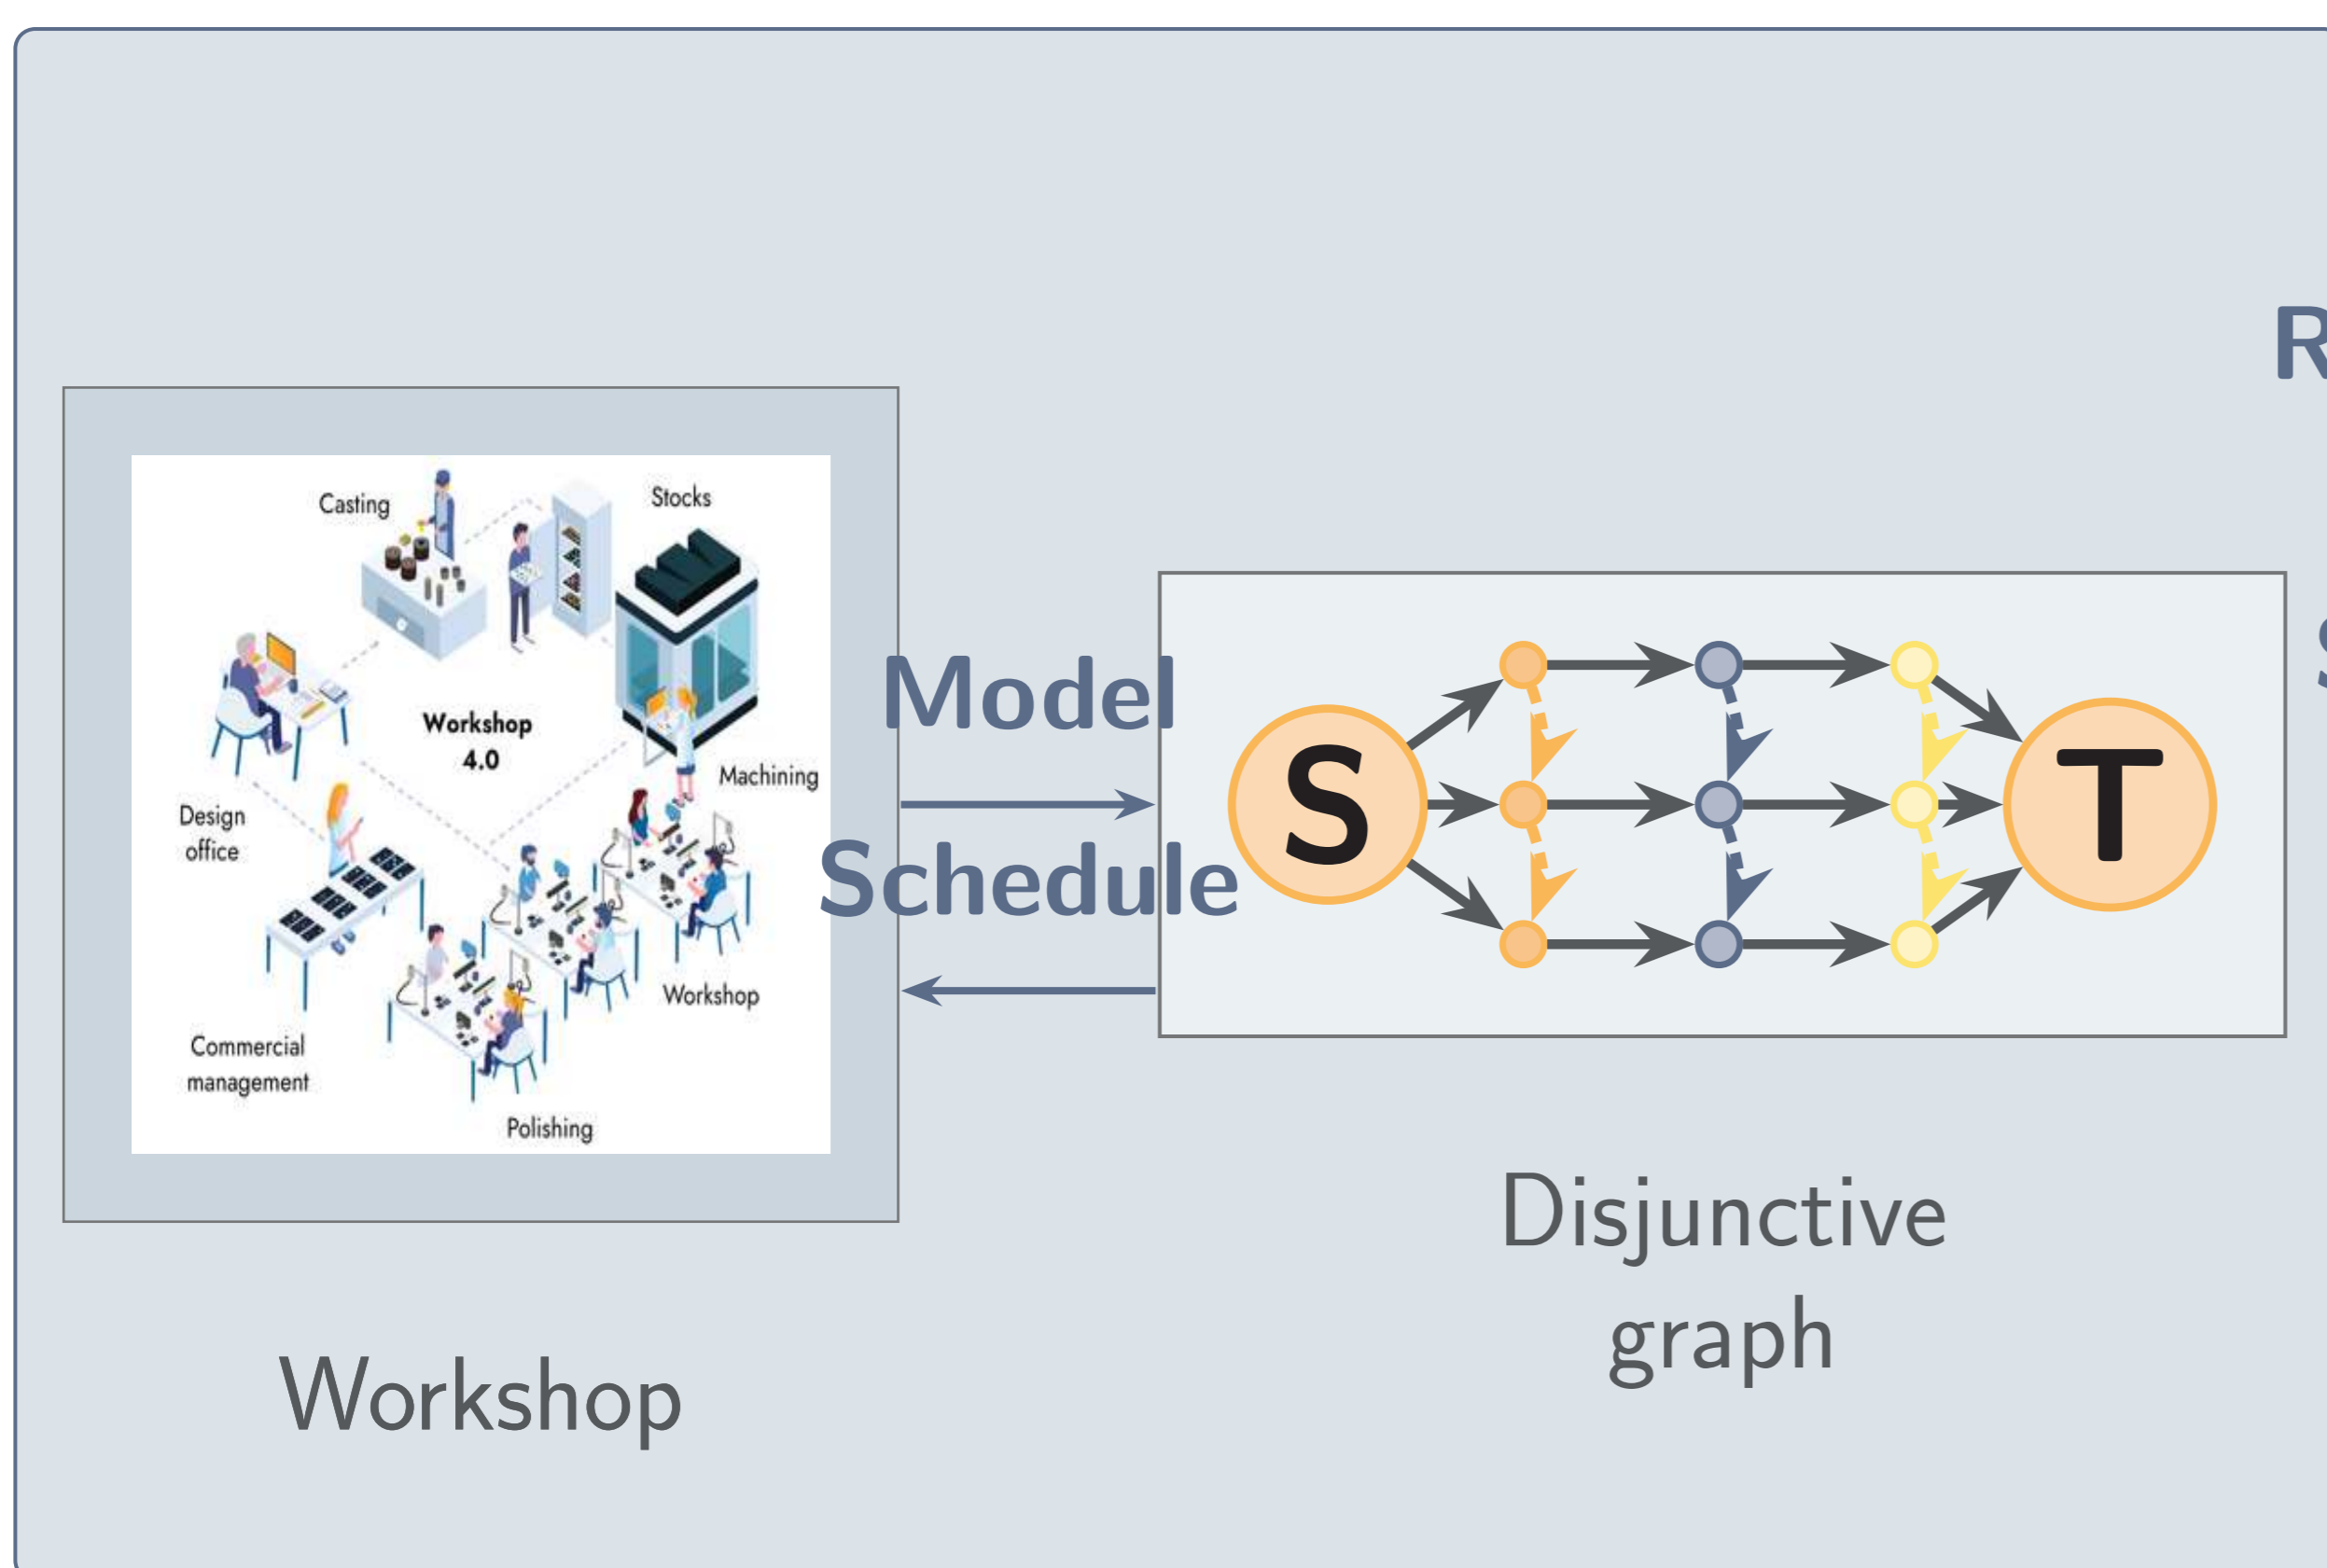 Casting
Stocks
Workshop
4.0
Machining
Design
office
Workshop
Commercial
management
Polishing
Model
Schedule
S
T
Workshop
Disjunctive
graph
R
S